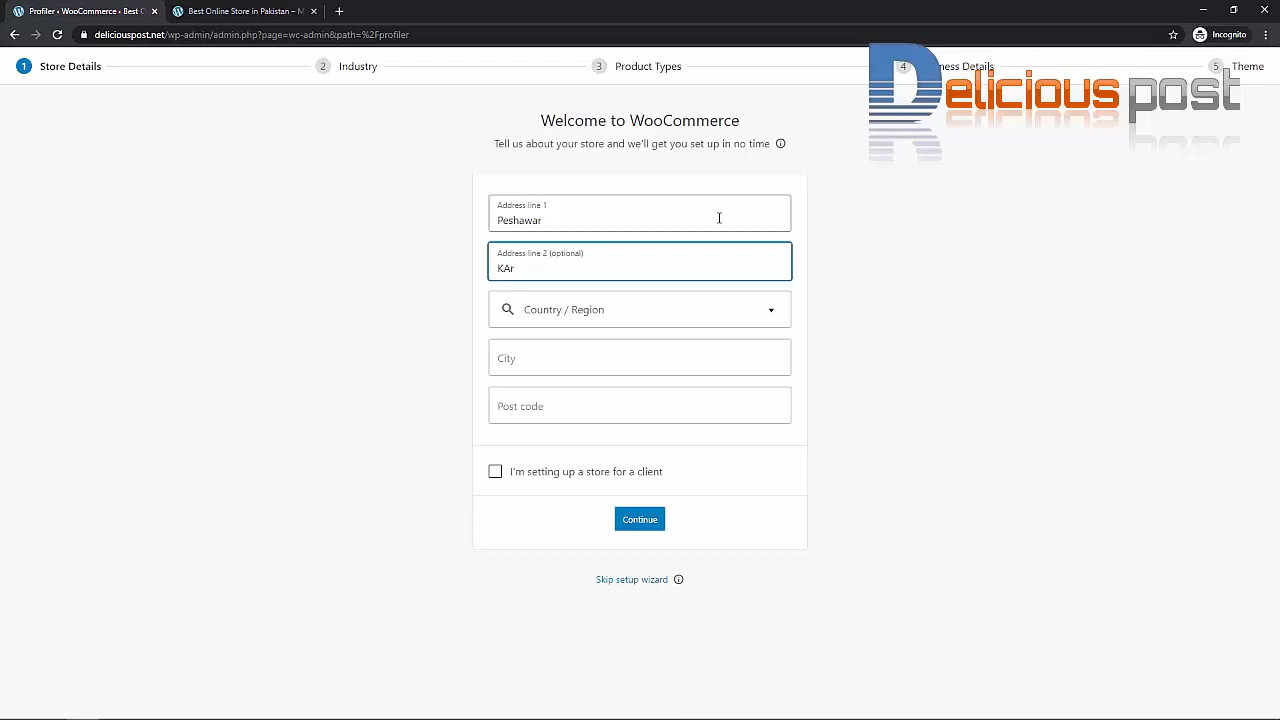 Profiler ‹ WooCommerce ‹ Best C
Best Online Store in Pakistan – M
deliciouspost.net/wp-admin/admin.php?page=wc-admin&path=%2Fprofiler
Incognito
1 Store Details
2 Industry
3 Product Types
4 ness Details
5 Theme
Delicious post
Welcome to WooCommerce
Tell us about your store and we'll get you set up in no time
Address line 1
Peshawar
Address line 2 (optional)
KAr
Country / Region
City
Post code
I'm setting up a store for a client
Continue
Skip setup wizard